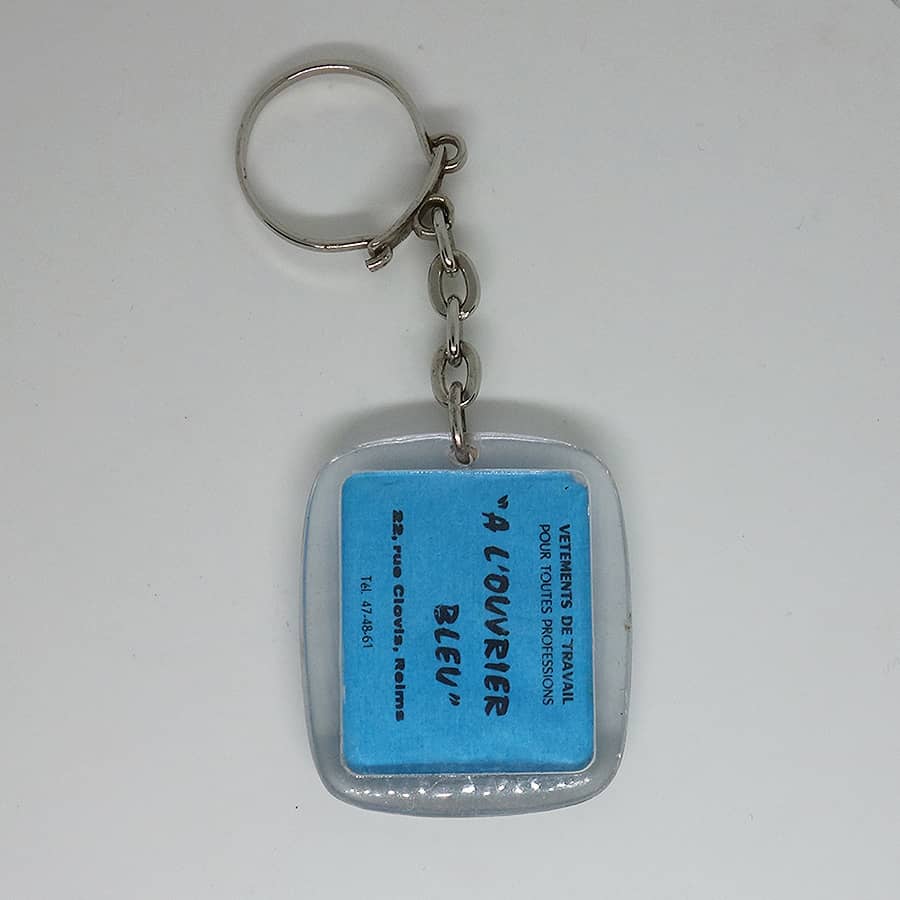 VETEMENTS DE TRAVAIL
POUR TOUTES PROFESSIONS
"A L'OUVRIER
BLEU"
22, rue Clovis, Reims
Tél. 47-48-61